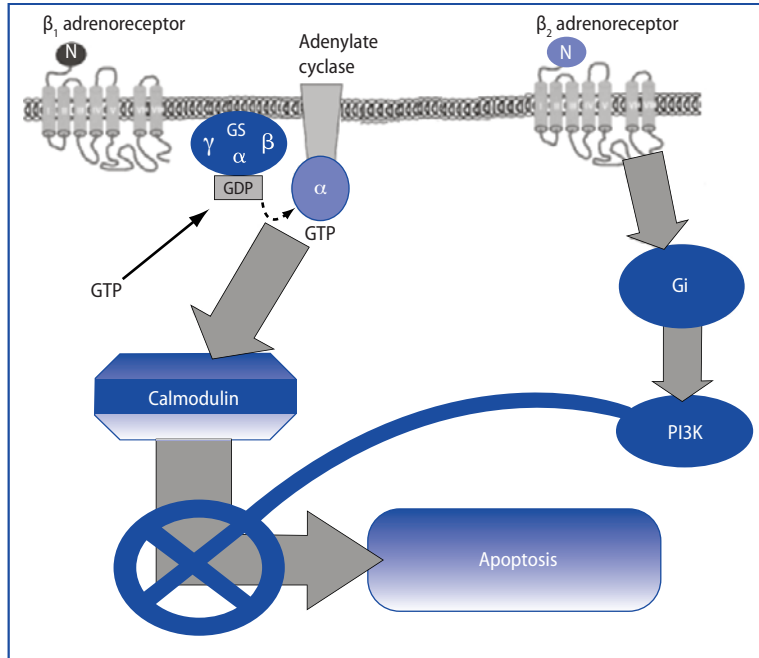 β₁ adrenoreceptor
N
Adenylate
cyclase
β₂ adrenoreceptor
N
GS
γ α β
GDP
α
GTP
GTP
Gi
Calmodulin
PI3K
Apoptosis